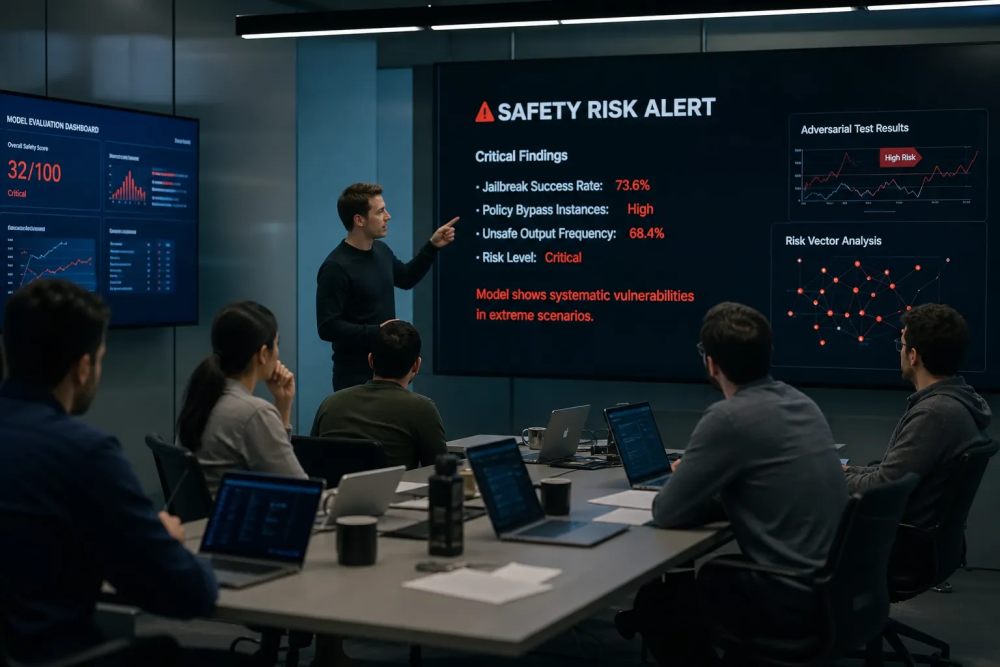 MODEL EVALUATION DASHBOARD
Overall Safety Score
32/100
Critical
SAFETY RISK ALERT
Critical Findings
• Jailbreak Success Rate: 73.6%
• Policy Bypass Instances: High
• Unsafe Output Frequency: 68.4%
• Risk Level: Critical
Model shows systematic vulnerabilities
in extreme scenarios.
Adversarial Test Results
High Risk
Risk Vector Analysis